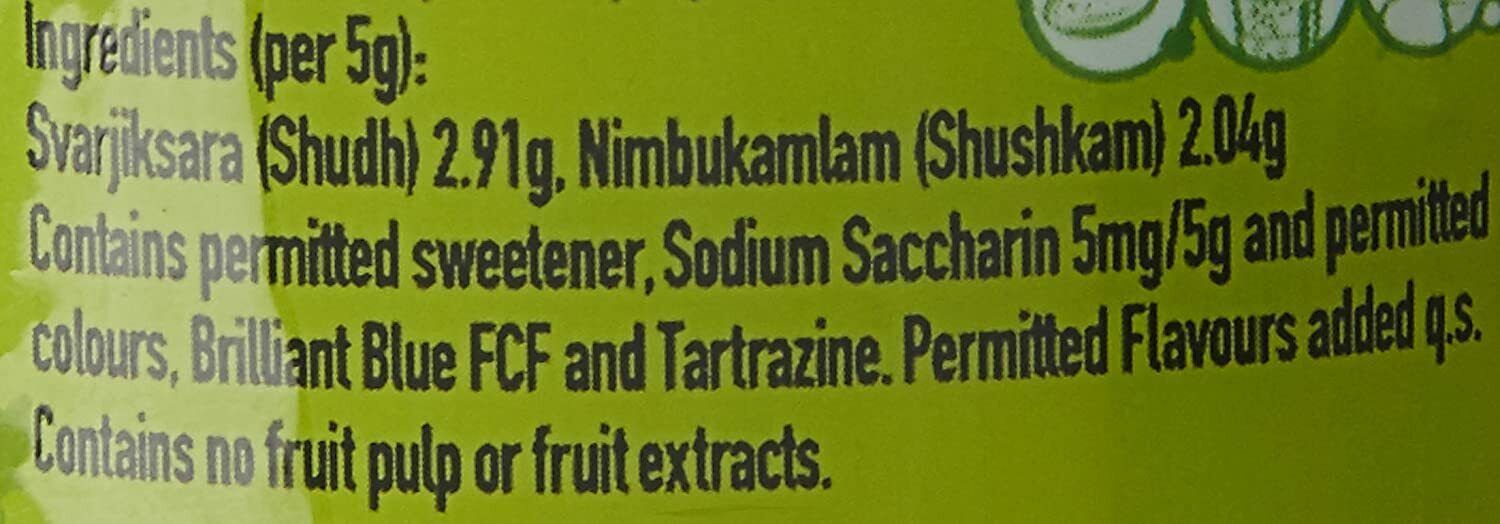 Ingredients (per 5g):
Svarjiksara (Shudh) 2.91g, Nimbukamlam (Shushkam) 2.04g
Contains permitted sweetener, Sodium Saccharin 5mg/5g and permitted
colours, Brilliant Blue FCF and Tartrazine. Permitted Flavours added q.s.
Contains no fruit pulp or fruit extracts.